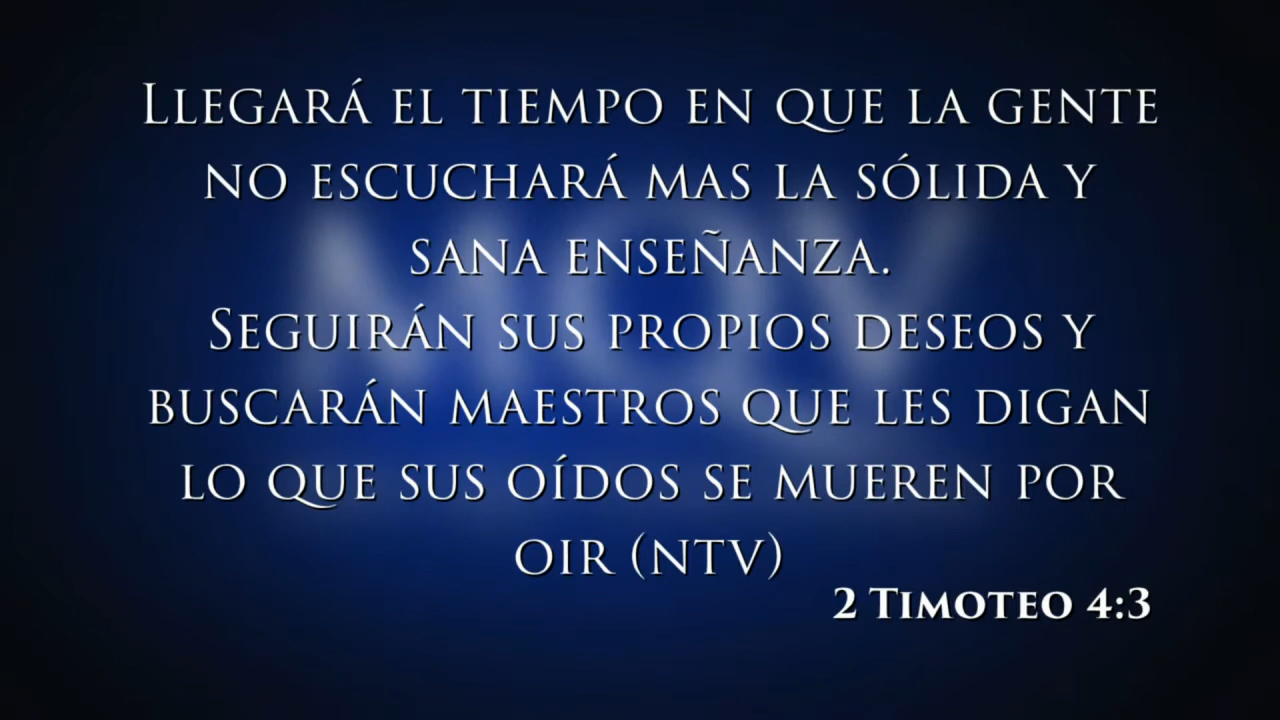 Llegará el tiempo en que la gente
no escuchará mas la sólida y
sana enseñanza.
Seguirán sus propios deseos y
buscarán maestros que les digan
lo que sus oídos se mueren por
oir (NTV)
2 Timoteo 4:3